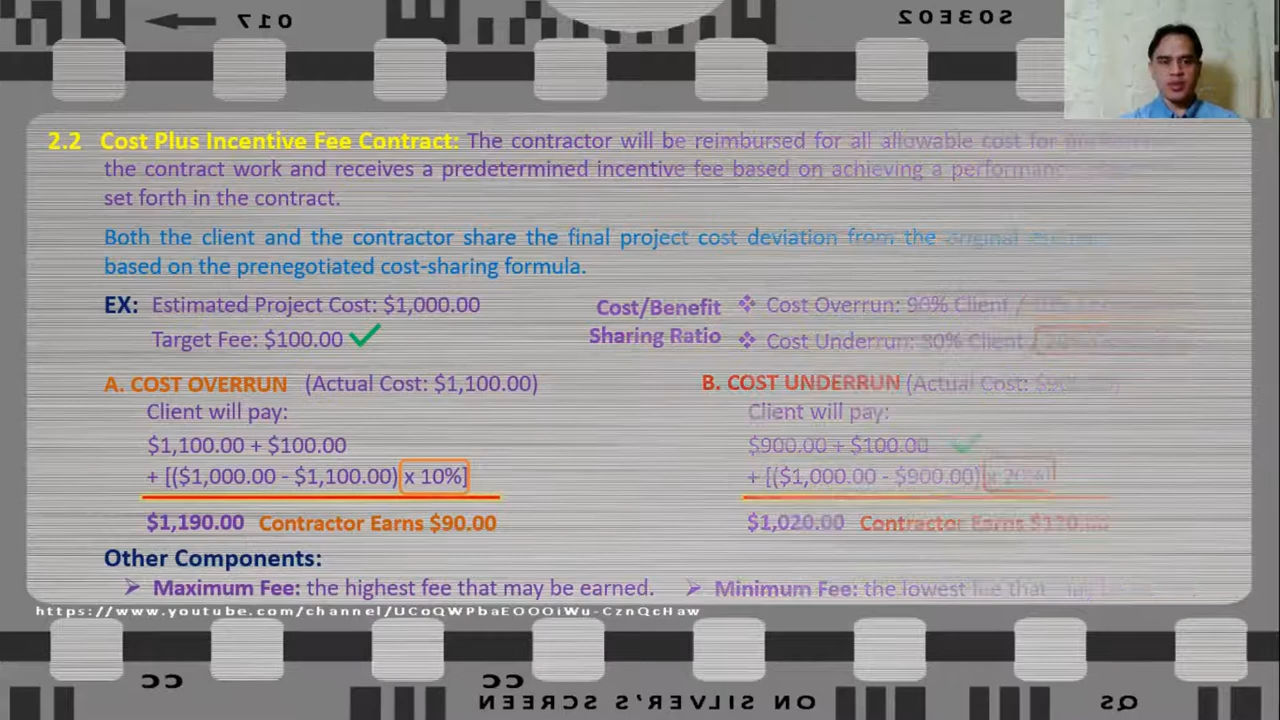 017
S03E02
2.2 Cost Plus Incentive Fee Contract: The contractor will be reimbursed for all allowable cost for
the contract work and receives a predetermined incentive fee based on achieving a
set forth in the contract.
Both the client and the contractor share the final project cost deviation from the original
based on the prenegotiated cost-sharing formula.
EX: Estimated Project Cost: $1,000.00
Target Fee: $100.00
Cost/Benefit
Sharing Ratio
❖ Cost Overrun: 90% Client /
❖ Cost Underrun: 80% Client /
A. COST OVERRUN (Actual Cost: $1,100.00)
Client will pay:
$1,100.00 + $100.00
+ [($1,000.00 - $1,100.00) x 10%]
$1,190.00 Contractor Earns $90.00
B. COST UNDERRUN (Actual Cost:
Client will pay:
$900.00 + $100.00
+ [($1,000.00 - $900.00) x 20%]
$1,020.00 Contractor Earns $120.00
Other Components:
➢ Maximum Fee: the highest fee that may be earned.
➢ Minimum Fee: the lowest fee that
https://www.youtube.com/channel/UCoQWPbaEOOOiWu-CznQcHaw
CC
CC
ON SILVER'S SCREEN
QS